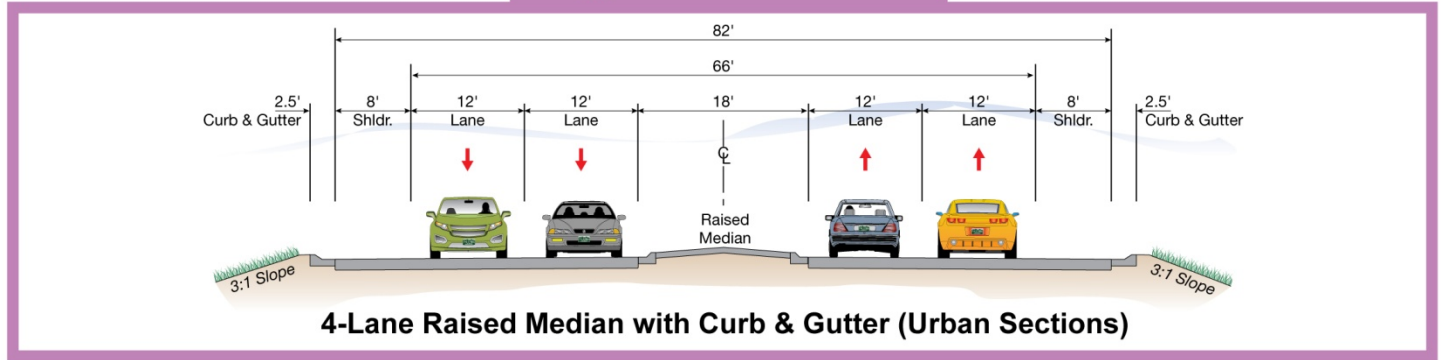 82'
66'
2.5'
Curb & Gutter
8'
Shldr.
12'
Lane
12'
Lane
18'
12'
Lane
12'
Lane
8'
Shldr.
2.5'
Curb & Gutter
℄
Raised
Median
3:1 Slope
3:1 Slope
4-Lane Raised Median with Curb & Gutter (Urban Sections)